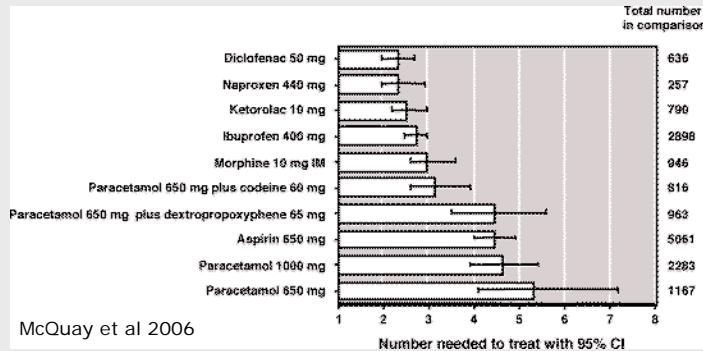 Total number
in comparison
Diclofenac 50 mg 636
Naproxen 440 mg 257
Ketorolac 10 mg 790
Ibuprofen 400 mg 2898
Morphine 10 mg IM 946
Paracetamol 650 mg plus codeine 60 mg 816
Paracetamol 650 mg plus dextropropoxyphene 65 mg 963
Aspirin 650 mg 5061
Paracetamol 1000 mg 2283
Paracetamol 650 mg 1167
1 2 3 4 5 6 7 8
McQuay et al 2006
Number needed to treat with 95% CI